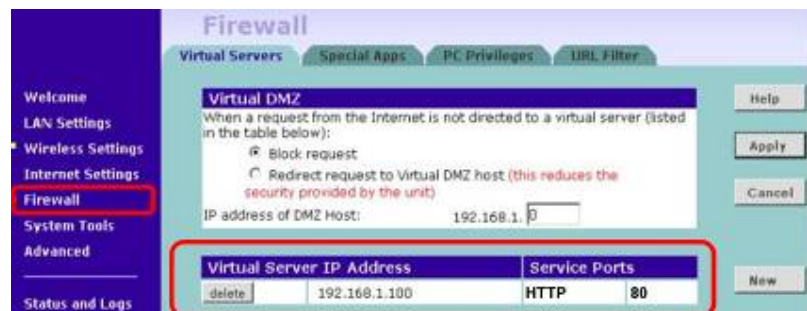 Firewall
Virtual Servers
Special Apps
PC Privileges
URL Filter
Welcome
LAN Settings
Wireless Settings
Internet Settings
Firewall
System Tools
Advanced
Status and Logs
Virtual DMZ
When a request from the Internet is not directed to a virtual server (listed
in the table below):
Block request
Redirect request to Virtual DMZ host (this reduces the
security provided by the unit)
IP address of DMZ Host: 192.168.1. 0
Virtual Server IP Address Service Ports
delete 192.168.1.100 HTTP 80
Help
Apply
Cancel
New